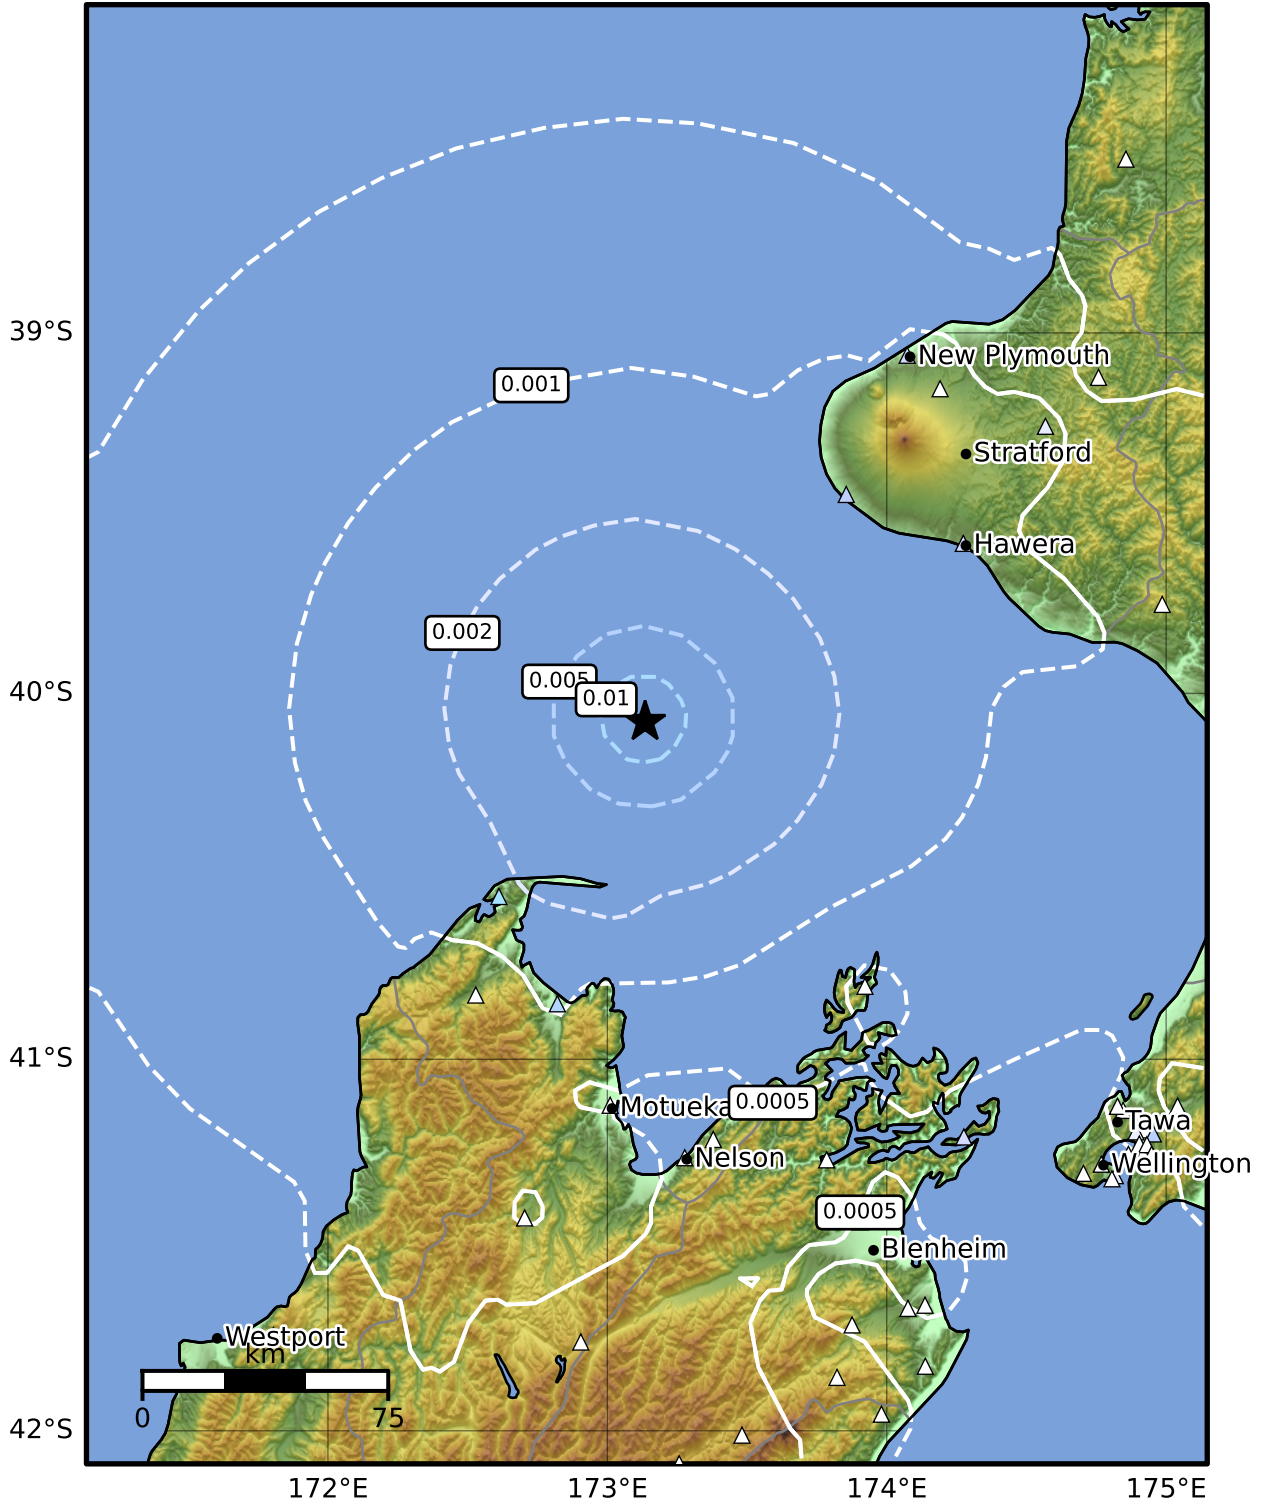 39°S
New Plymouth
0.001
Stratford
Hawera
0.002
0.005
40°S
0.01
41°S
Motueka
0.0005
Tawa
Nelson
Wellington
0.0005
Blenheim
Westport
km
0
75
42°S
172°E
173°E
174°E
175°E